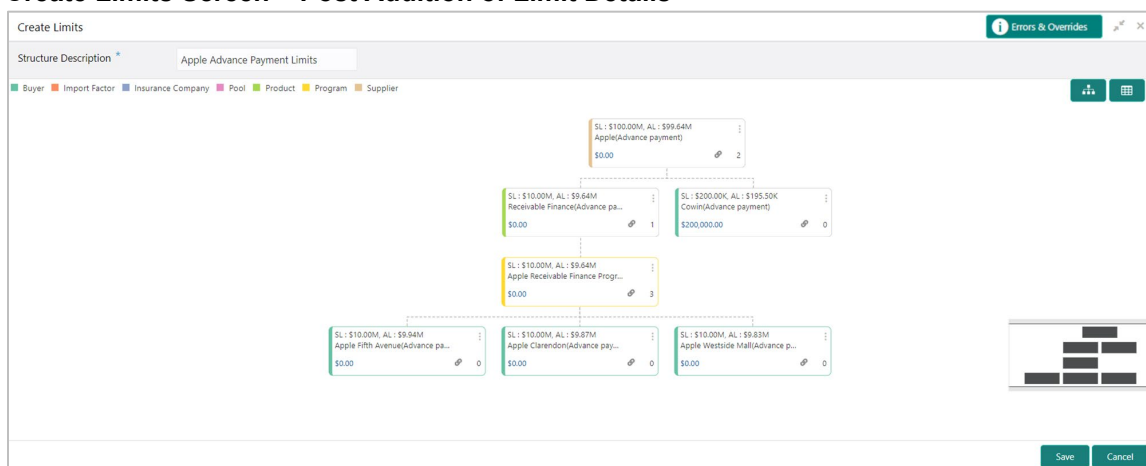 Create Limits Screen – Post Addition of Limit Details
Create Limits
Errors & Overrides
Structure Description *
Apple Advance Payment Limits
Buyer Import Factor Insurance Company Pool Product Program Supplier
SL : $100.00M, AL : $99.64M
Apple(Advance payment)
$0.00 2
SL : $10.00M, AL : $9.64M
Receivable Finance(Advance pa...
$0.00 1
SL : $200.00K, AL : $195.50K
Cowin(Advance payment)
$200,000.00 0
SL : $10.00M, AL : $9.64M
Apple Receivable Finance Progr...
$0.00 3
SL : $10.00M, AL : $9.94M
Apple Fifth Avenue(Advance pa...
$0.00 0
SL : $10.00M, AL : $9.87M
Apple Clarendon(Advance pay...
$0.00 0
SL : $10.00M, AL : $9.83M
Apple Westside Mall(Advance p...
$0.00 0
Save Cancel